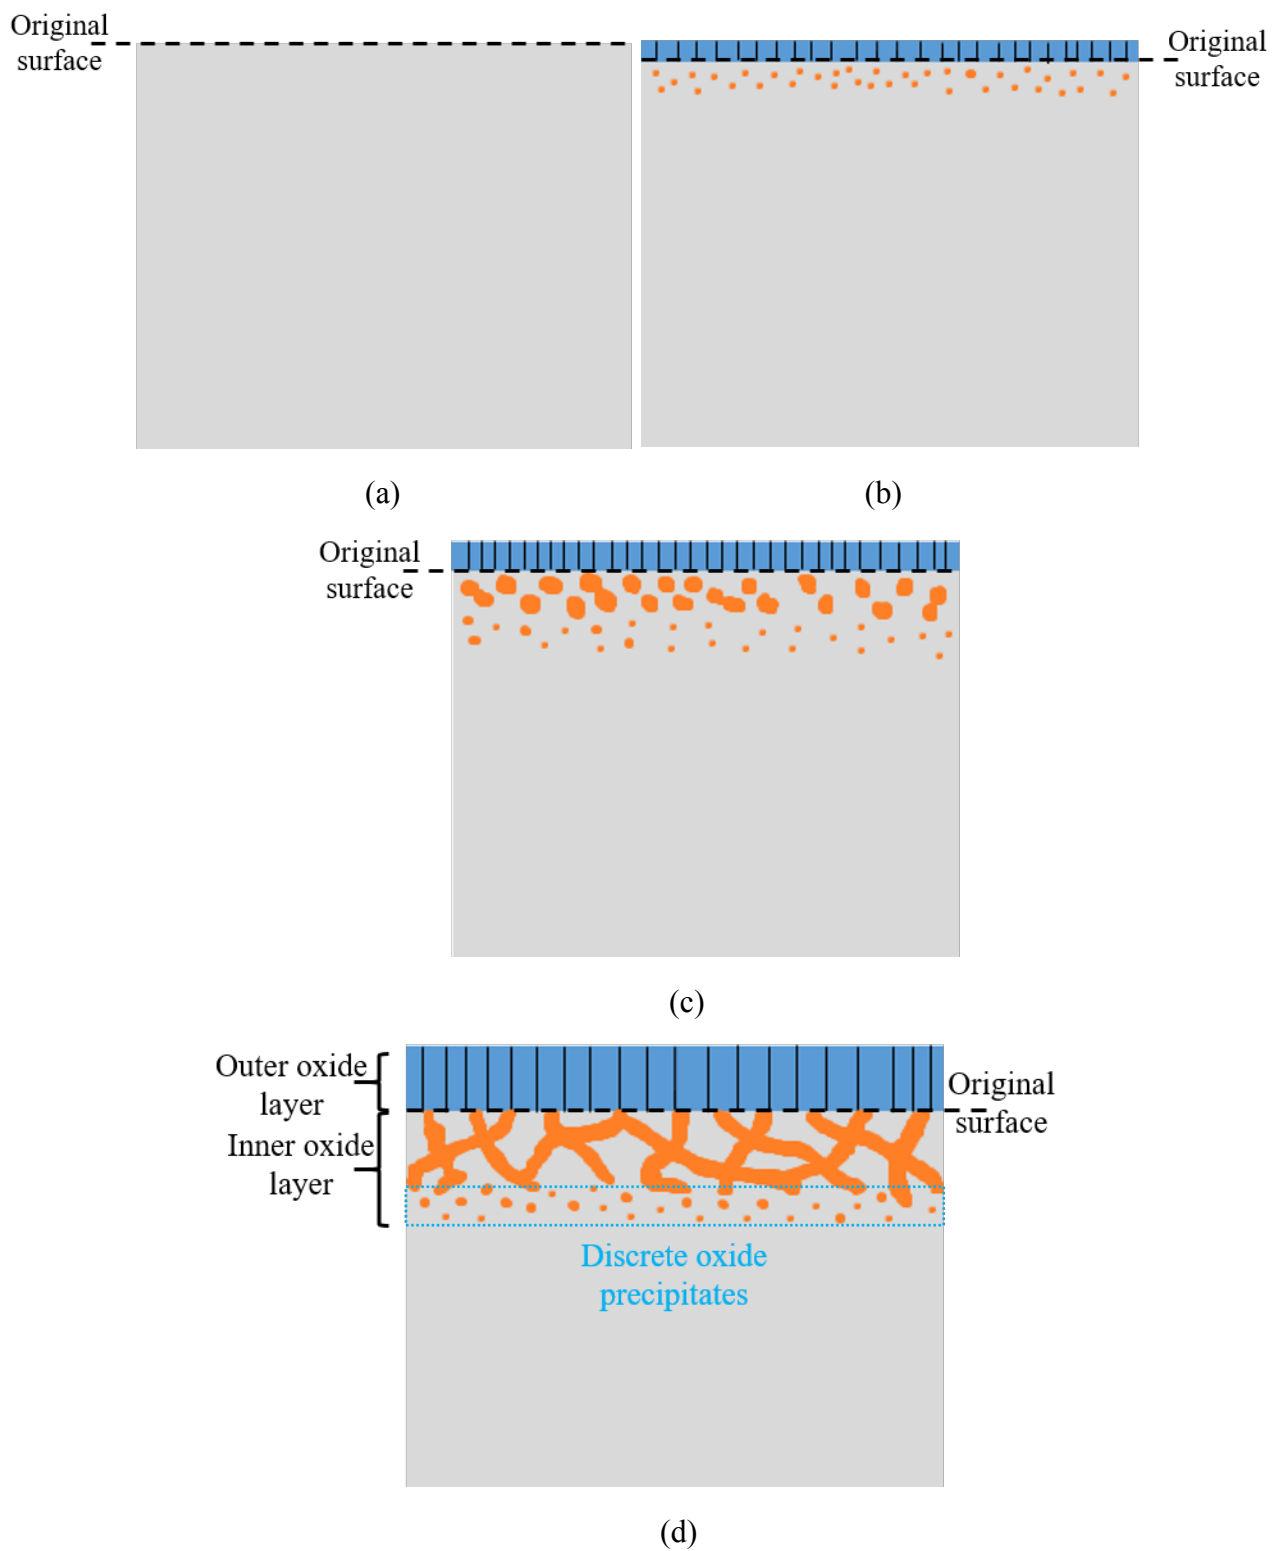 Original
surface
Original
surface
(a)
(b)
Original
surface
(c)
Outer oxide
layer
Original
surface
Inner oxide
layer
Discrete oxide
precipitates
(d)